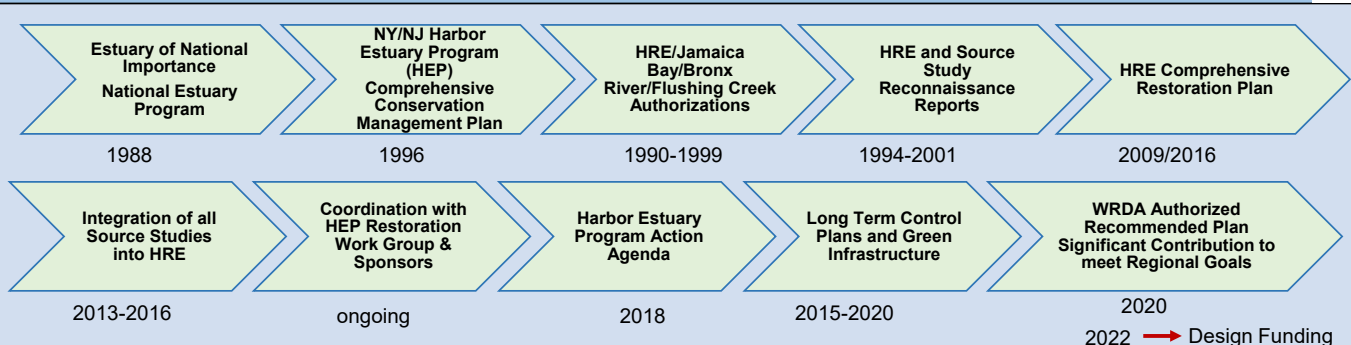 Estuary of National
Importance
National Estuary
Program
NY/NJ Harbor
Estuary Program
(HEP)
Comprehensive
Conservation
Management Plan
HRE/Jamaica
Bay/Bronx
River/Flushing Creek
Authorizations
HRE and Source
Study
Reconnaissance
Reports
HRE Comprehensive
Restoration Plan
1988
1996
1990-1999
1994-2001
2009/2016
Integration of all
Source Studies
into HRE
Coordination with
HEP Restoration
Work Group &
Sponsors
Harbor Estuary
Program Action
Agenda
Long Term Control
Plans and Green
Infrastructure
WRDA Authorized
Recommended Plan
Significant Contribution to
meet Regional Goals
2013-2016
ongoing
2018
2015-2020
2020
2022 → Design Funding